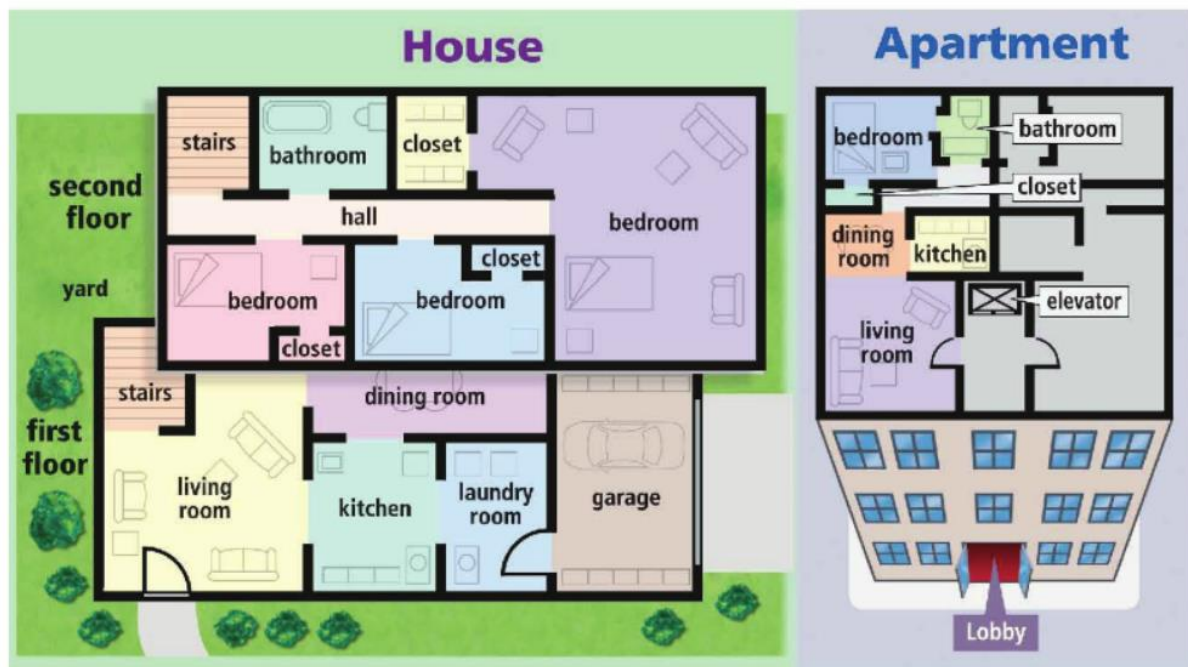 House
second
floor
stairs
bathroom
closet
hall
bedroom
bedroom
closet
bedroom
closet
yard
first
floor
stairs
dining room
living
room
kitchen
laundry
room
garage
Apartment
bedroom
bathroom
closet
dining
room
kitchen
elevator
living
room
Lobby